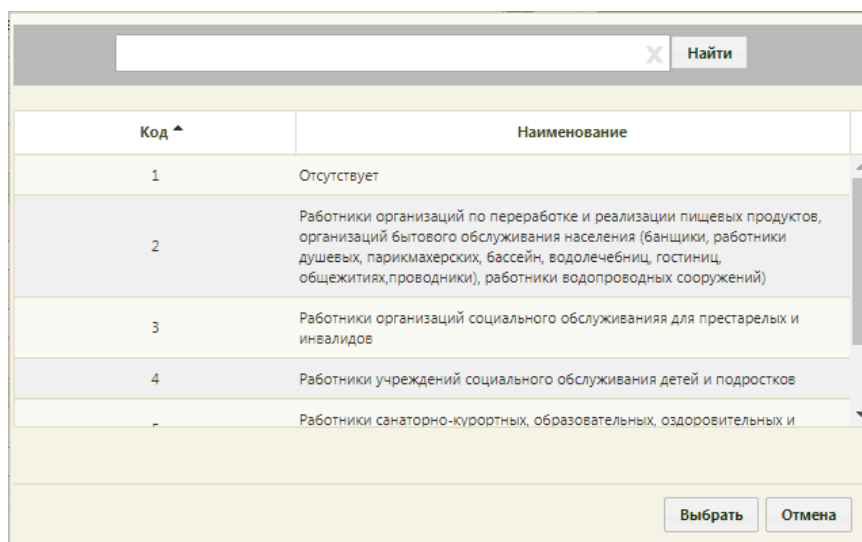 Найти
Код
Наименование
1
Отсутствует
2
Работники организаций по переработке и реализации пищевых продуктов,
организаций бытового обслуживания населения (банщики, работники
душевых, парикмахерских, бассейн, водолечебниц, гостиниц,
общежитиях,проводники), работники водопроводных сооружений)
3
Работники организаций социального обслуживанияя для престарелых и
инвалидов
4
Работники учреждений социального обслуживания детей и подростков
Работники санаторно-курортных, образовательных, оздоровительных и
Выбрать
Отмена